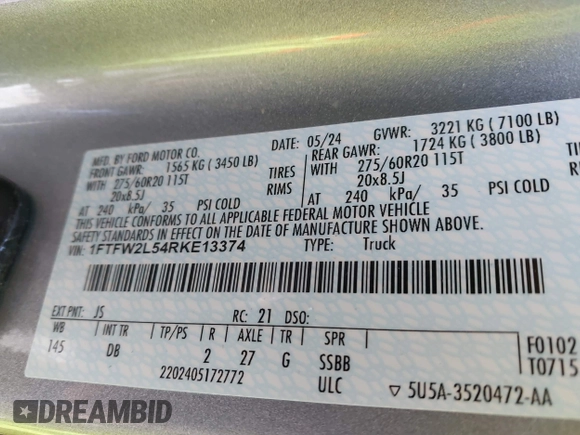 MFD. BY FORD MOTOR CO.
DATE: 05/24 GVWR: 3221 KG ( 7100 LB)
FRONT GAWR: 1565 KG ( 3450 LB) REAR GAWR: 1724 KG ( 3800 LB)
WITH 275/60R20 115T TIRES WITH 275/60R20 115T
20x8.5J RIMS 20x8.5J
AT 240 kPa/ 35 PSI COLD AT 240 kPa/ 35 PSI COLD
THIS VEHICLE CONFORMS TO ALL APPLICABLE FEDERAL MOTOR VEHICLE
SAFETY STANDARDS IN EFFECT ON THE DATE OF MANUFACTURE SHOWN ABOVE.
VIN: 1FTFW2L54RKE13374 TYPE: Truck
EXT PNT: JS RC: 21 DSO:
WB INT TR TP/PS R AXLE TR SPR F0102
145 DB 2 27 G SSBB T0715
2202405172772 ULC ▽ 5U5A-3520472-AA
DREAMBID